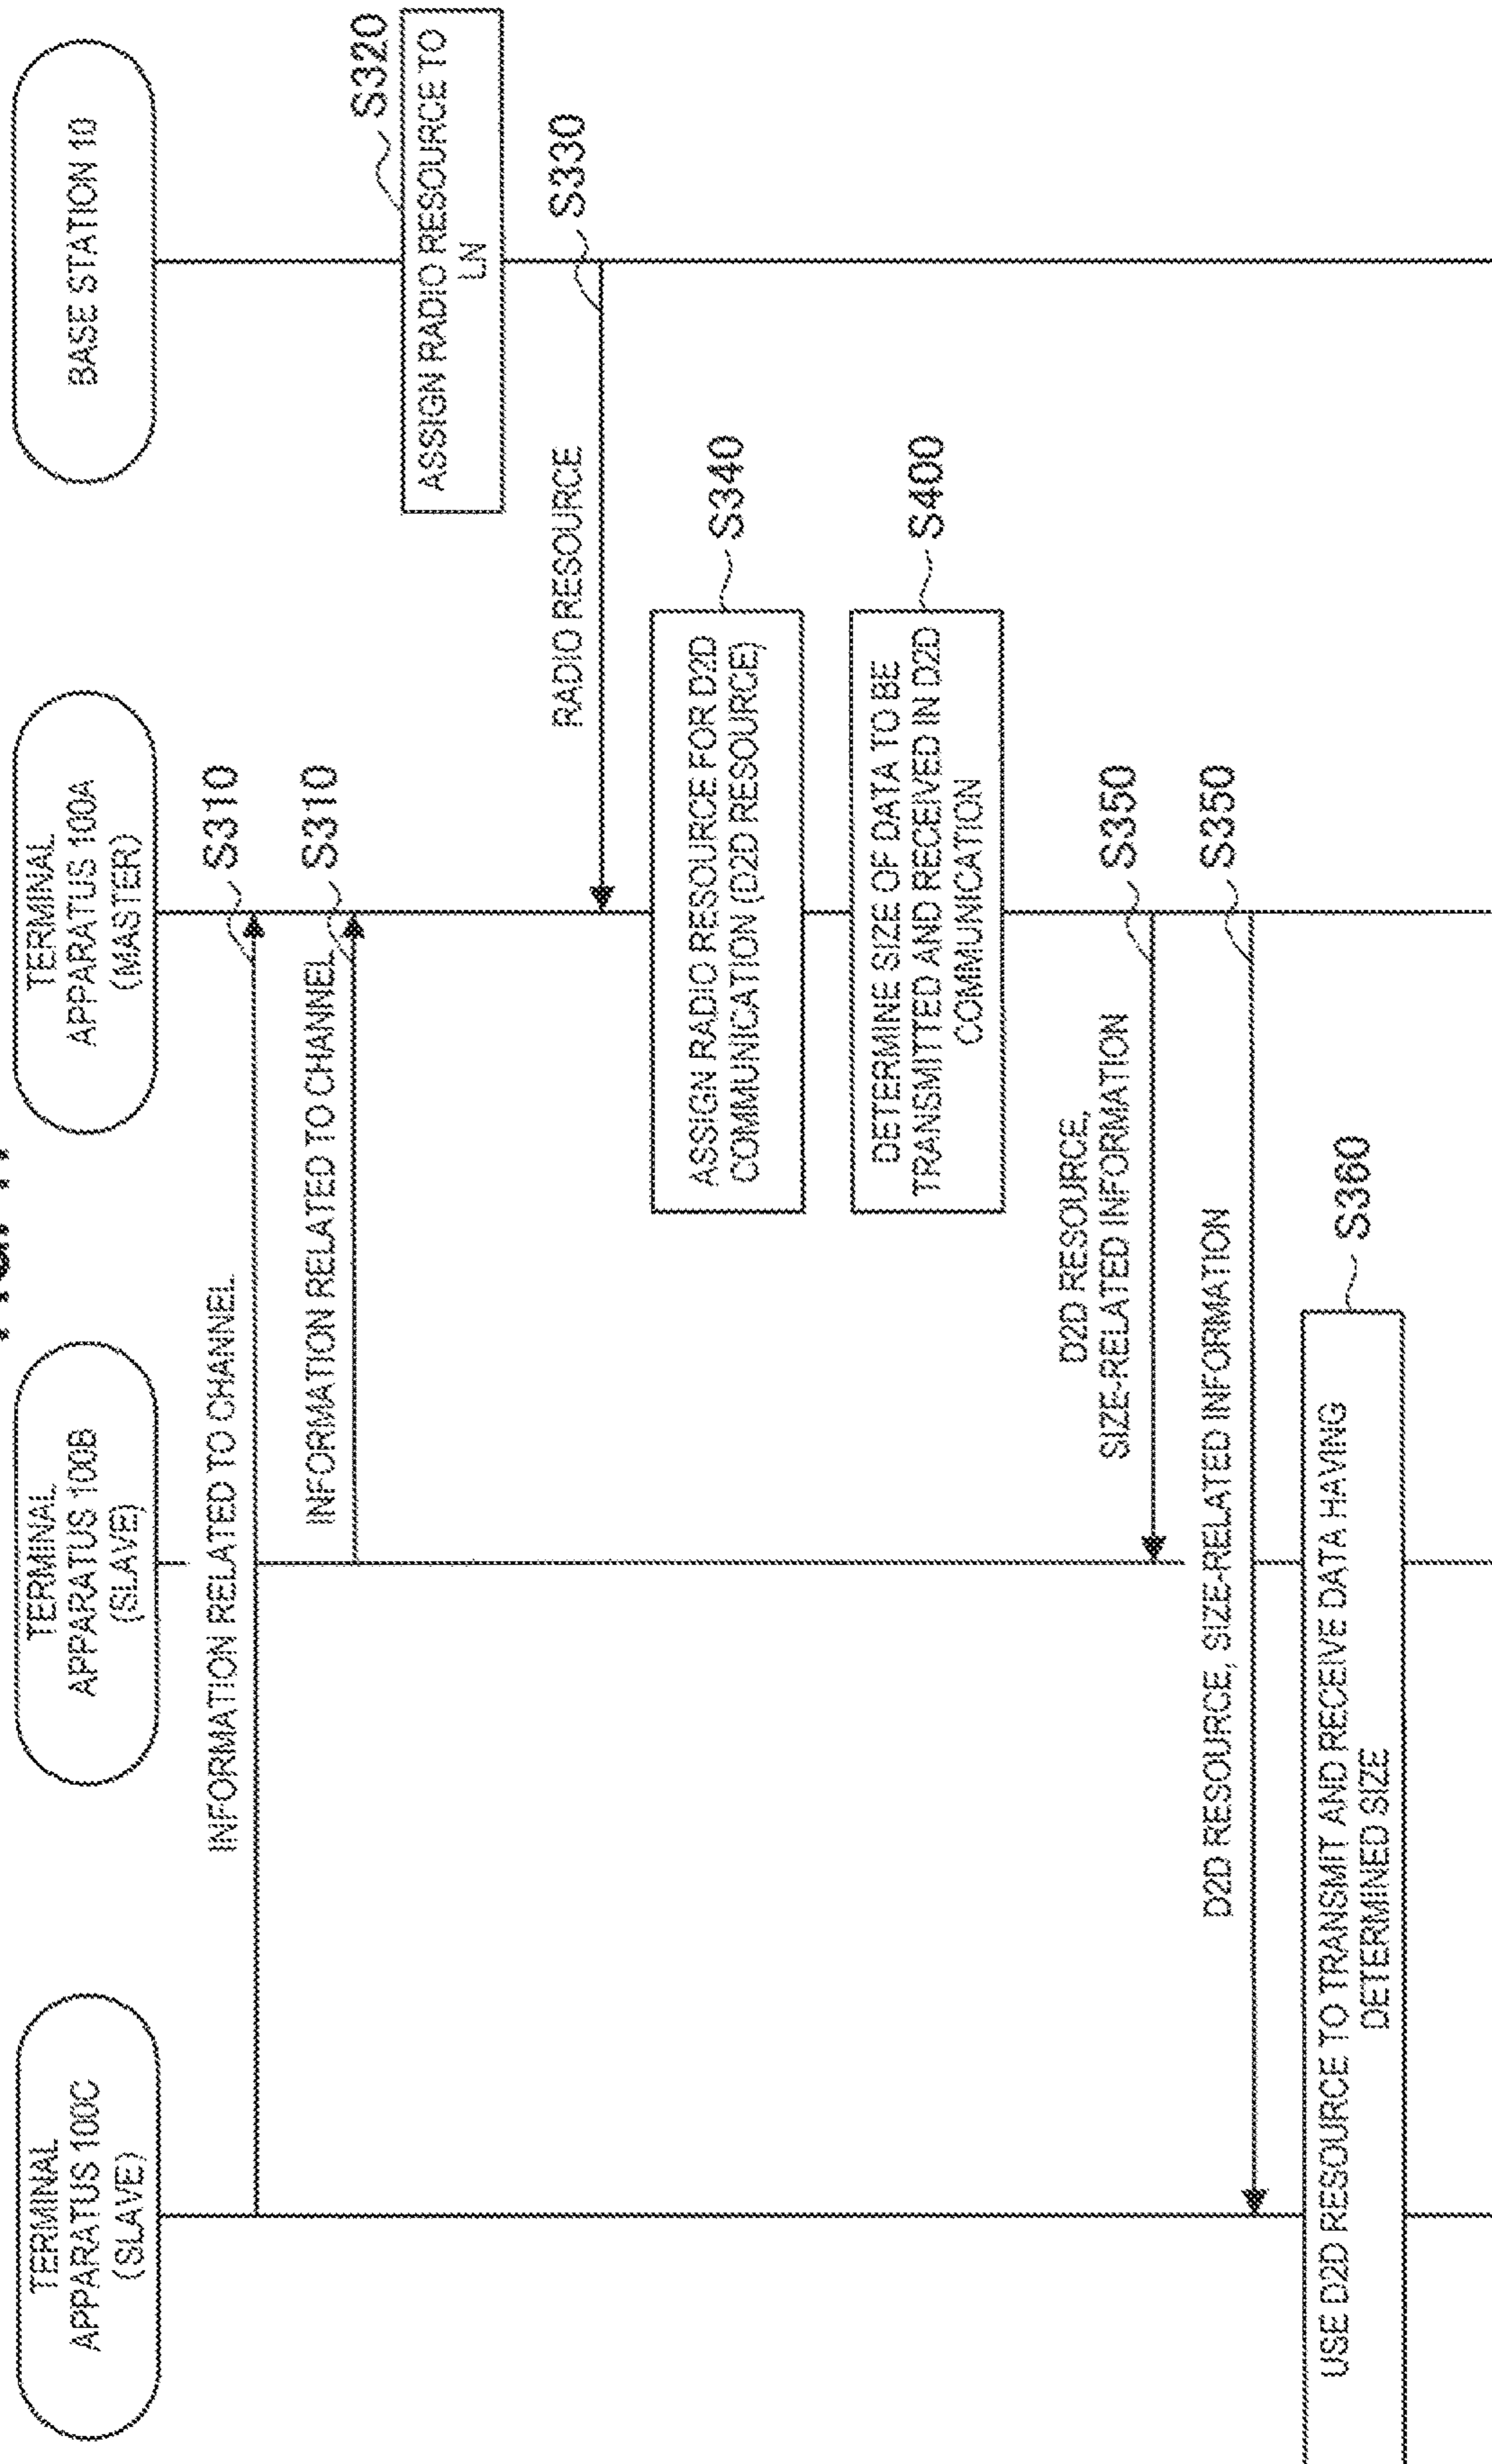 TERMINAL
APPARATUS 100C
(SLAVE)
TERMINAL
APPARATUS 100B
(SLAVE)
TERMINAL
APPARATUS 100A
(MASTER)
BASE STATION 10
INFORMATION RELATED TO CHANNEL
S310
INFORMATION RELATED TO CHANNEL
S310
S320
ASSIGN RADIO RESOURCE TO
LN
RADIO RESOURCE
S330
ASSIGN RADIO RESOURCE FOR D2D
COMMUNICATION (D2D RESOURCE)
S340
DETERMINE SIZE OF DATA TO BE
TRANSMITTED AND RECEIVED IN D2D
COMMUNICATION
S400
D2D RESOURCE,
SIZE-RELATED INFORMATION
S350
D2D RESOURCE, SIZE-RELATED INFORMATION
S350
USE D2D RESOURCE TO TRANSMIT AND RECEIVE DATA HAVING
DETERMINED SIZE
S360